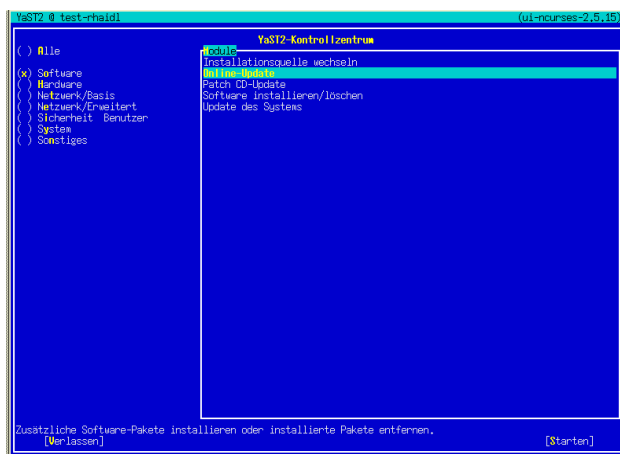 YaST2 @ test-rhaidl (ui-ncurses-2.5.15)
YaST2-Kontrollzentrum
( ) Alle
(x) Software
( ) Hardware
( ) Netzwerk/Basis
( ) Netzwerk/Erweitert
( ) Sicherheit Benutzer
( ) System
( ) Sonstiges
Module
Installationsquelle wechseln
Online-Update
Patch CD-Update
Software installieren/löschen
Update des Systems
Zusätzliche Software-Pakete installieren oder installierte Pakete entfernen.
[Verlassen] [Starten]